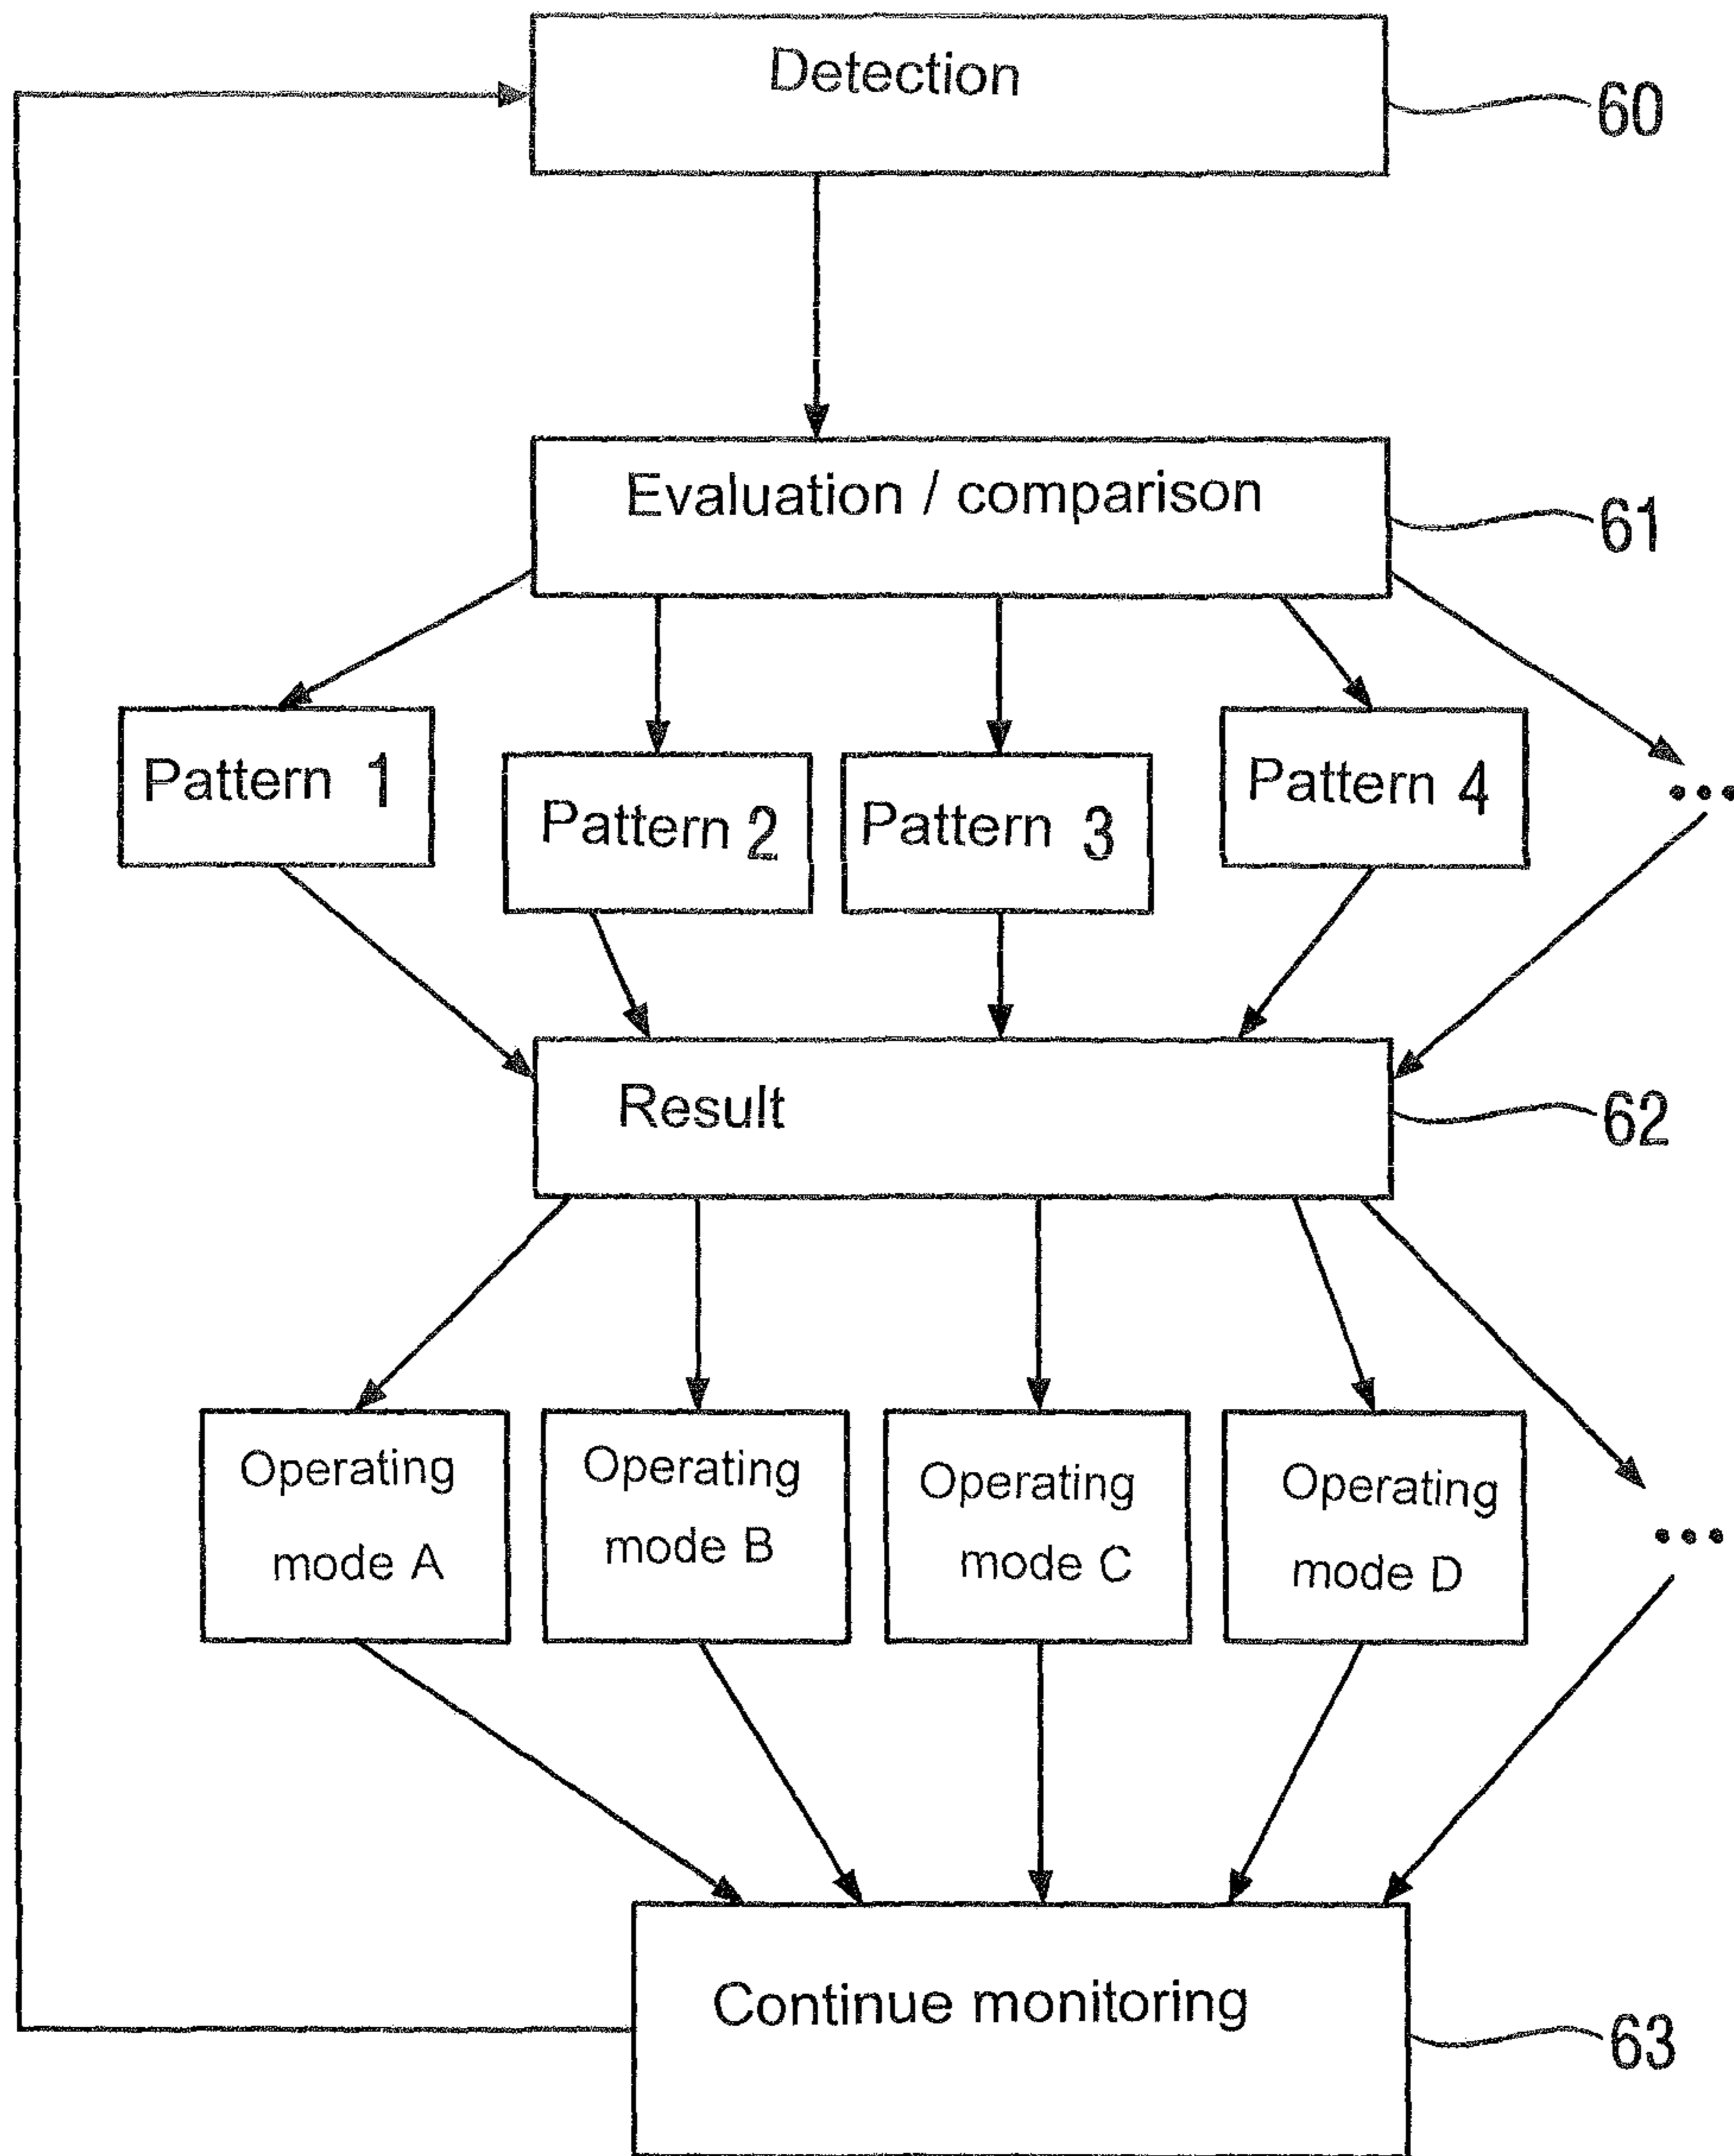 Detection
60
Evaluation / comparison
61
Pattern 1
Pattern 2
Pattern 3
Pattern 4
...
Result
62
Operating
mode A
Operating
mode B
Operating
mode C
Operating
mode D
...
Continue monitoring
63